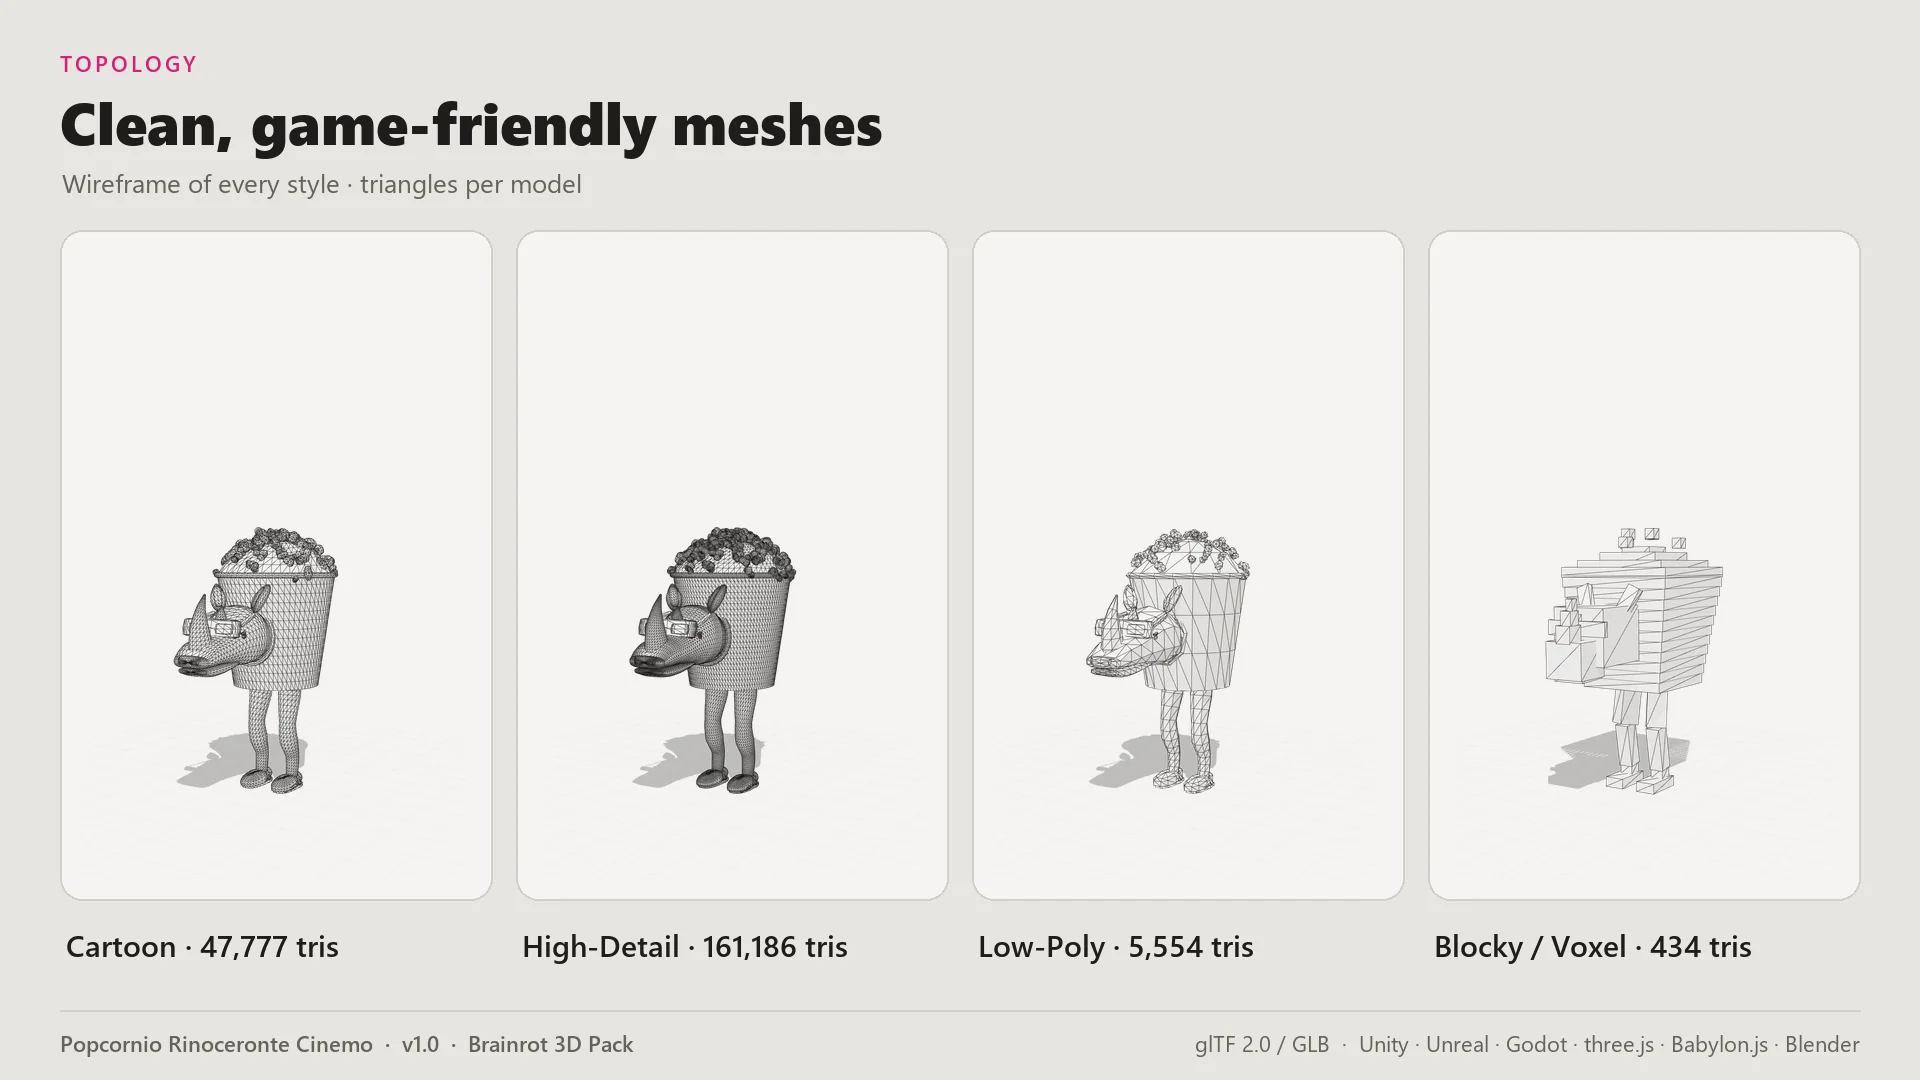 TOPOLOGY
Clean, game-friendly meshes
Wireframe of every style · triangles per model
Cartoon · 47,777 tris
High-Detail · 161,186 tris
Low-Poly · 5,554 tris
Blocky / Voxel · 434 tris
Popcornio Rinoceronte Cinemo · v1.0 · Brainrot 3D Pack
glTF 2.0 / GLB · Unity · Unreal · Godot · three.js · Babylon.js · Blender